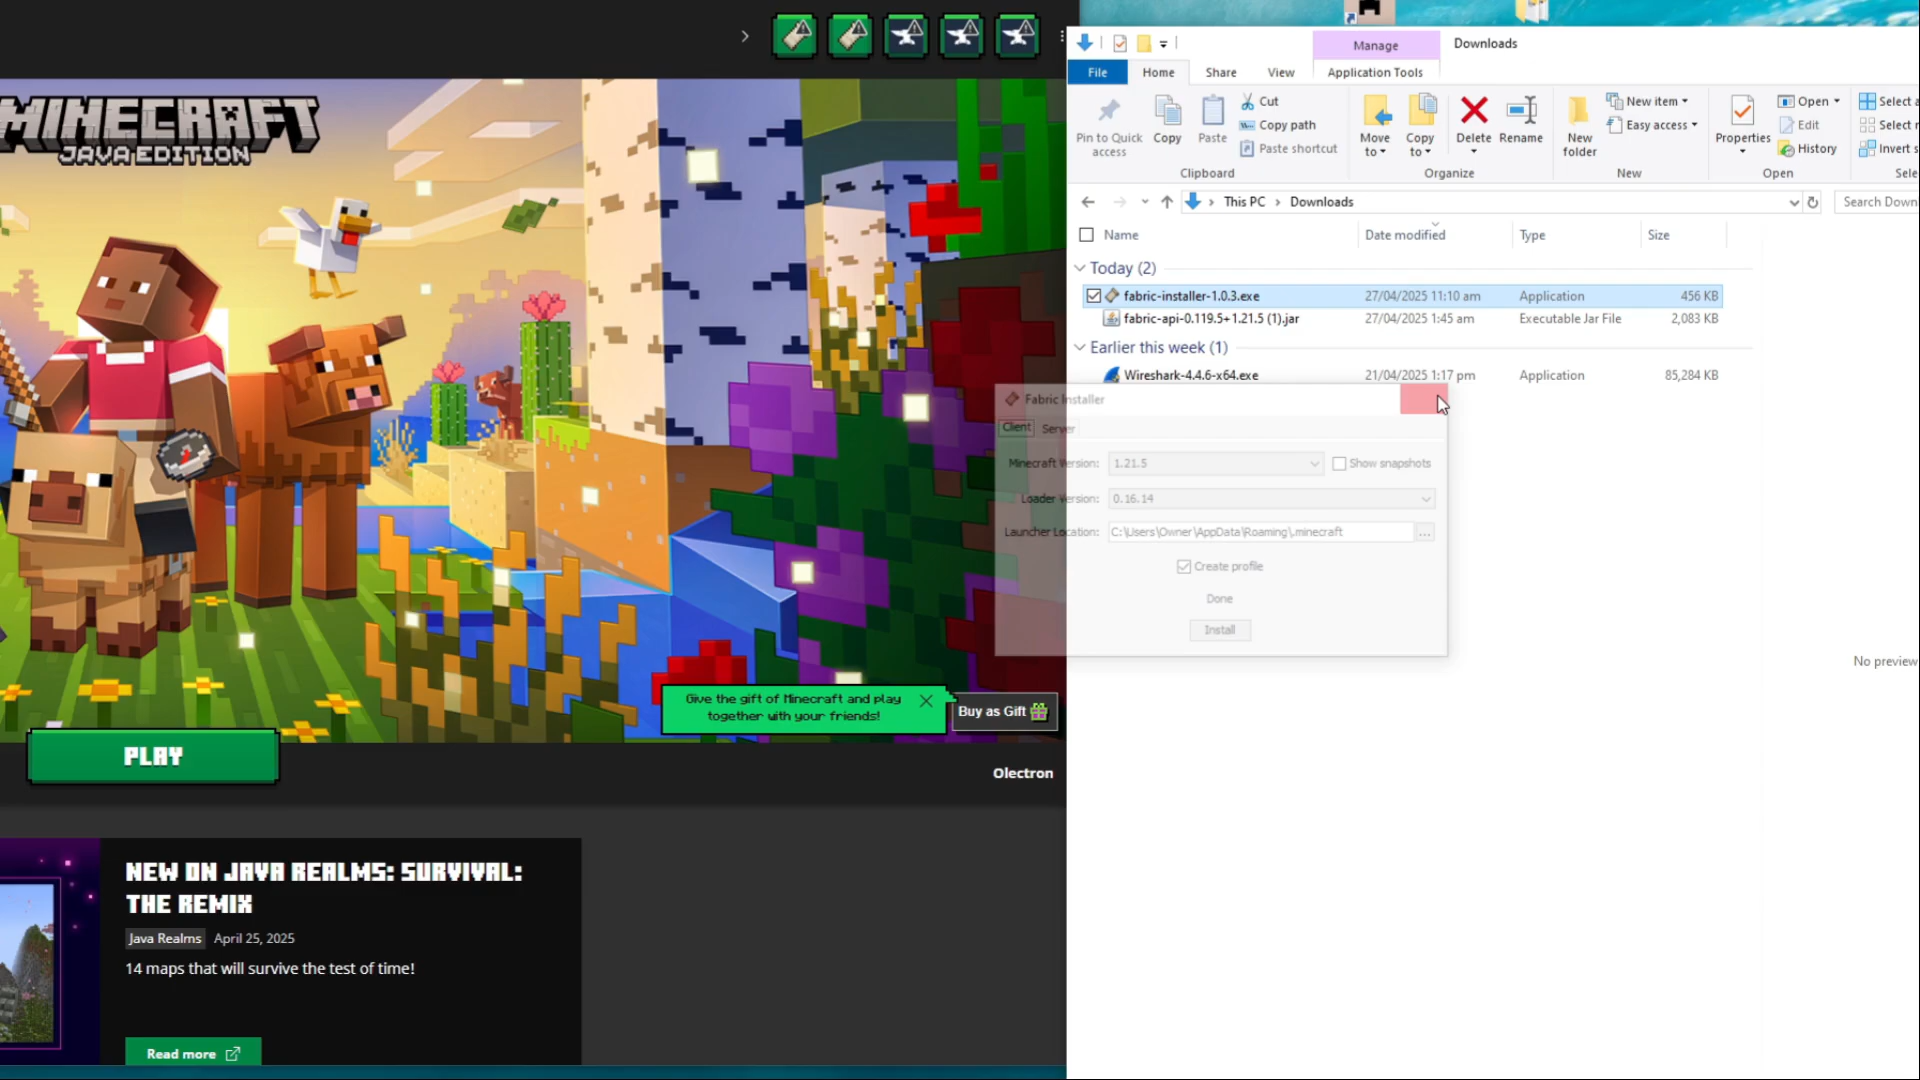 MINECRAFT
JAVA EDITION
Give the gift of Minecraft and play
together with your friends!
Buy as Gift
PLAY
Olectron
NEW ON JAVA REALMS: SURVIVAL:
THE REMIX
Java Realms April 25, 2025
14 maps that will survive the test of time!
Read more
Manage
Downloads
File Home Share View Application Tools
Pin to Quick
access
Copy
Paste
Cut
Copy path
Paste shortcut
Clipboard
Move
to
Copy
to
Delete
Rename
Organize
New
folder
New item
Easy access
New
Properties
Open
Edit
History
Open
Select a
Select n
Invert s
Sele
This PC > Downloads
Search Down
Name Date modified Type Size
Today (2)
fabric-installer-1.0.3.exe 27/04/2025 11:10 am Application 456 KB
fabric-api-0.119.5+1.21.5 (1).jar 27/04/2025 1:45 am Executable Jar File 2,083 KB
Earlier this week (1)
Wireshark-4.4.6-x64.exe 21/04/2025 1:17 pm Application 85,284 KB
Fabric Installer
Client Server
Minecraft Version: 1.21.5 Show snapshots
Loader Version: 0.16.14
Launcher Location: C:\Users\Owner\AppData\Roaming\.minecraft ...
Create profile
Done
Install
No preview